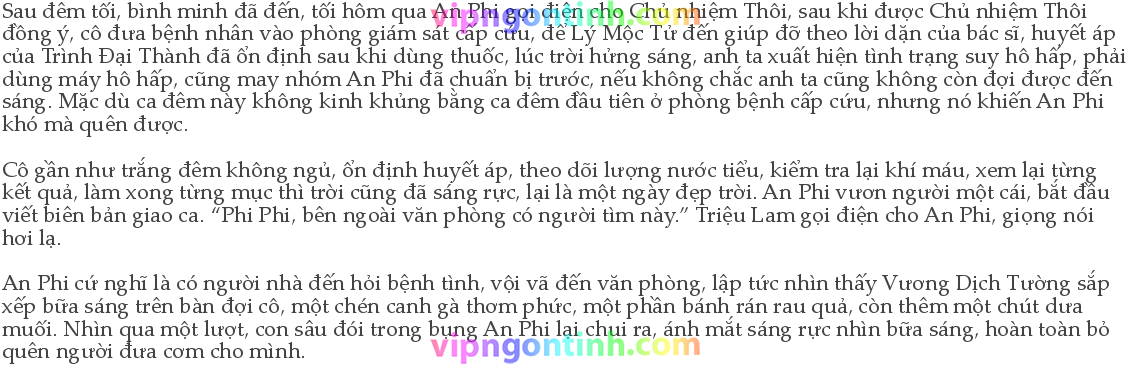 Sau đêm tối, bình minh đã đến, tối hôm qua An Phi gọi điện cho Chủ nhiệm Thôi, sau khi được Chủ nhiệm Thôi
đồng ý, cô đưa bệnh nhân vào phòng giám sát cấp cứu, để Lý Mộc Tử đến giúp đỡ theo lời dặn của bác sĩ, huyết áp
của Trình Đại Thành đã ổn định sau khi dùng thuốc, lúc trời hửng sáng, anh ta xuất hiện tình trạng suy hô hấp, phải
dùng máy hô hấp, cũng may nhóm An Phi đã chuẩn bị trước, nếu không chắc anh ta cũng không còn đợi được đến
sáng. Mặc dù ca đêm này không kinh khủng bằng ca đêm đầu tiên ở phòng bệnh cấp cứu, nhưng nó khiến An Phi
khó mà quên được.
Cô gần như trắng đêm không ngủ, ổn định huyết áp, theo dõi lượng nước tiểu, kiểm tra lại khí máu, xem lại từng
kết quả, làm xong từng mục thì trời cũng đã sáng rực, lại là một ngày đẹp trời. An Phi vươn người một cái, bắt đầu
viết biên bản giao ca. “Phi Phi, bên ngoài văn phòng có người tìm này.” Triệu Lam gọi điện cho An Phi, giọng nói
hơi lạ.
An Phi cứ nghĩ là có người nhà đến hỏi bệnh tình, vội vã đến văn phòng, lập tức nhìn thấy Vương Dịch Tường sắp
xếp bữa sáng trên bàn đợi cô, một chén canh gà thơm phức, một phần bánh rán rau quả, còn thêm một chút dưa
muối. Nhìn qua một lượt, con sâu đói trong bụng An Phi lại chui ra, ánh mắt sáng rực nhìn bữa sáng, hoàn toàn bỏ
quên người đưa cơm cho mình.
vipngontinh.com
vipngontinh.com
vipngontinh.com